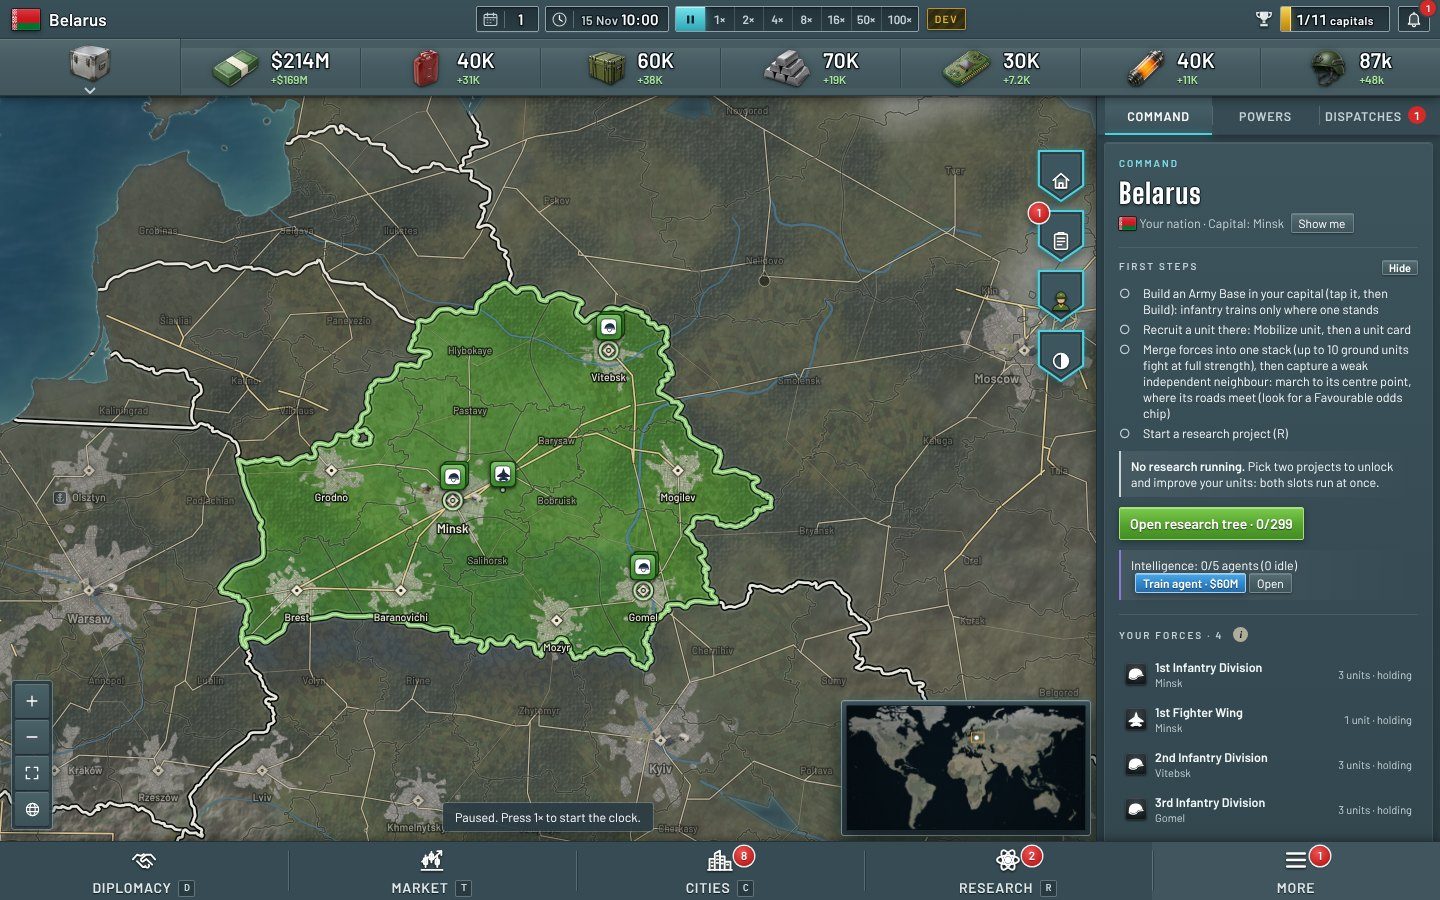 Belarus
1
15 Nov 10:00
1× 2× 4× 8× 16× 50× 100×
DEV
1/11 capitals
1
$214M
+$169M
40K
+31K
60K
+38K
70K
+19K
30K
+7.2K
40K
+11K
87k
+48k
COMMAND
POWERS
DISPATCHES 1
COMMAND
Belarus
Your nation · Capital: Minsk
Show me
FIRST STEPS
Hide
Build an Army Base in your capital (tap it, then
Build): infantry trains only where one stands
Recruit a unit there: Mobilize unit, then a unit card
Merge forces into one stack (up to 10 ground units
fight at full strength), then capture a weak
independent neighbour: march to its centre point,
where its roads meet (look for a Favourable odds
chip)
Start a research project (R)
No research running. Pick two projects to unlock
and improve your units: both slots run at once.
Open research tree · 0/299
Intelligence: 0/5 agents (0 idle)
Train agent · $60M
Open
YOUR FORCES · 4
i
1st Infantry Division
Minsk
3 units · holding
1st Fighter Wing
Minsk
1 unit · holding
2nd Infantry Division
Vitebsk
3 units · holding
3rd Infantry Division
Gomel
3 units · holding
1
Novgorod
Tver
Pskov
Grobinas
Jelgava
Ilukstes
Nelidovo
Klin
Siauliai
Panevezio
Hlybokaye
Vitebsk
Moscow
Kaliningrad
Vilniaus
Smolensk
Pastavy
Barysaw
Kaluga
Tula
Olsztyn
Podlachian
Grodno
Minsk
Bobruisk
Mogilev
Bryansk
Salihorsk
Orel
Warsaw
Brest
Baranovichi
Gomel
Mozyr
Chernihiv
Kursk
Lublin
Volyn
Rivne
Sumy
Belgorod
Zhytomyr
Kraków
Rzeszów
Lviv
Kyiv
Poltava
Khmelnytsky
Cherkasy
Paused. Press 1× to start the clock.
DIPLOMACY D
MARKET T
CITIES C
8
RESEARCH R
2
MORE
1